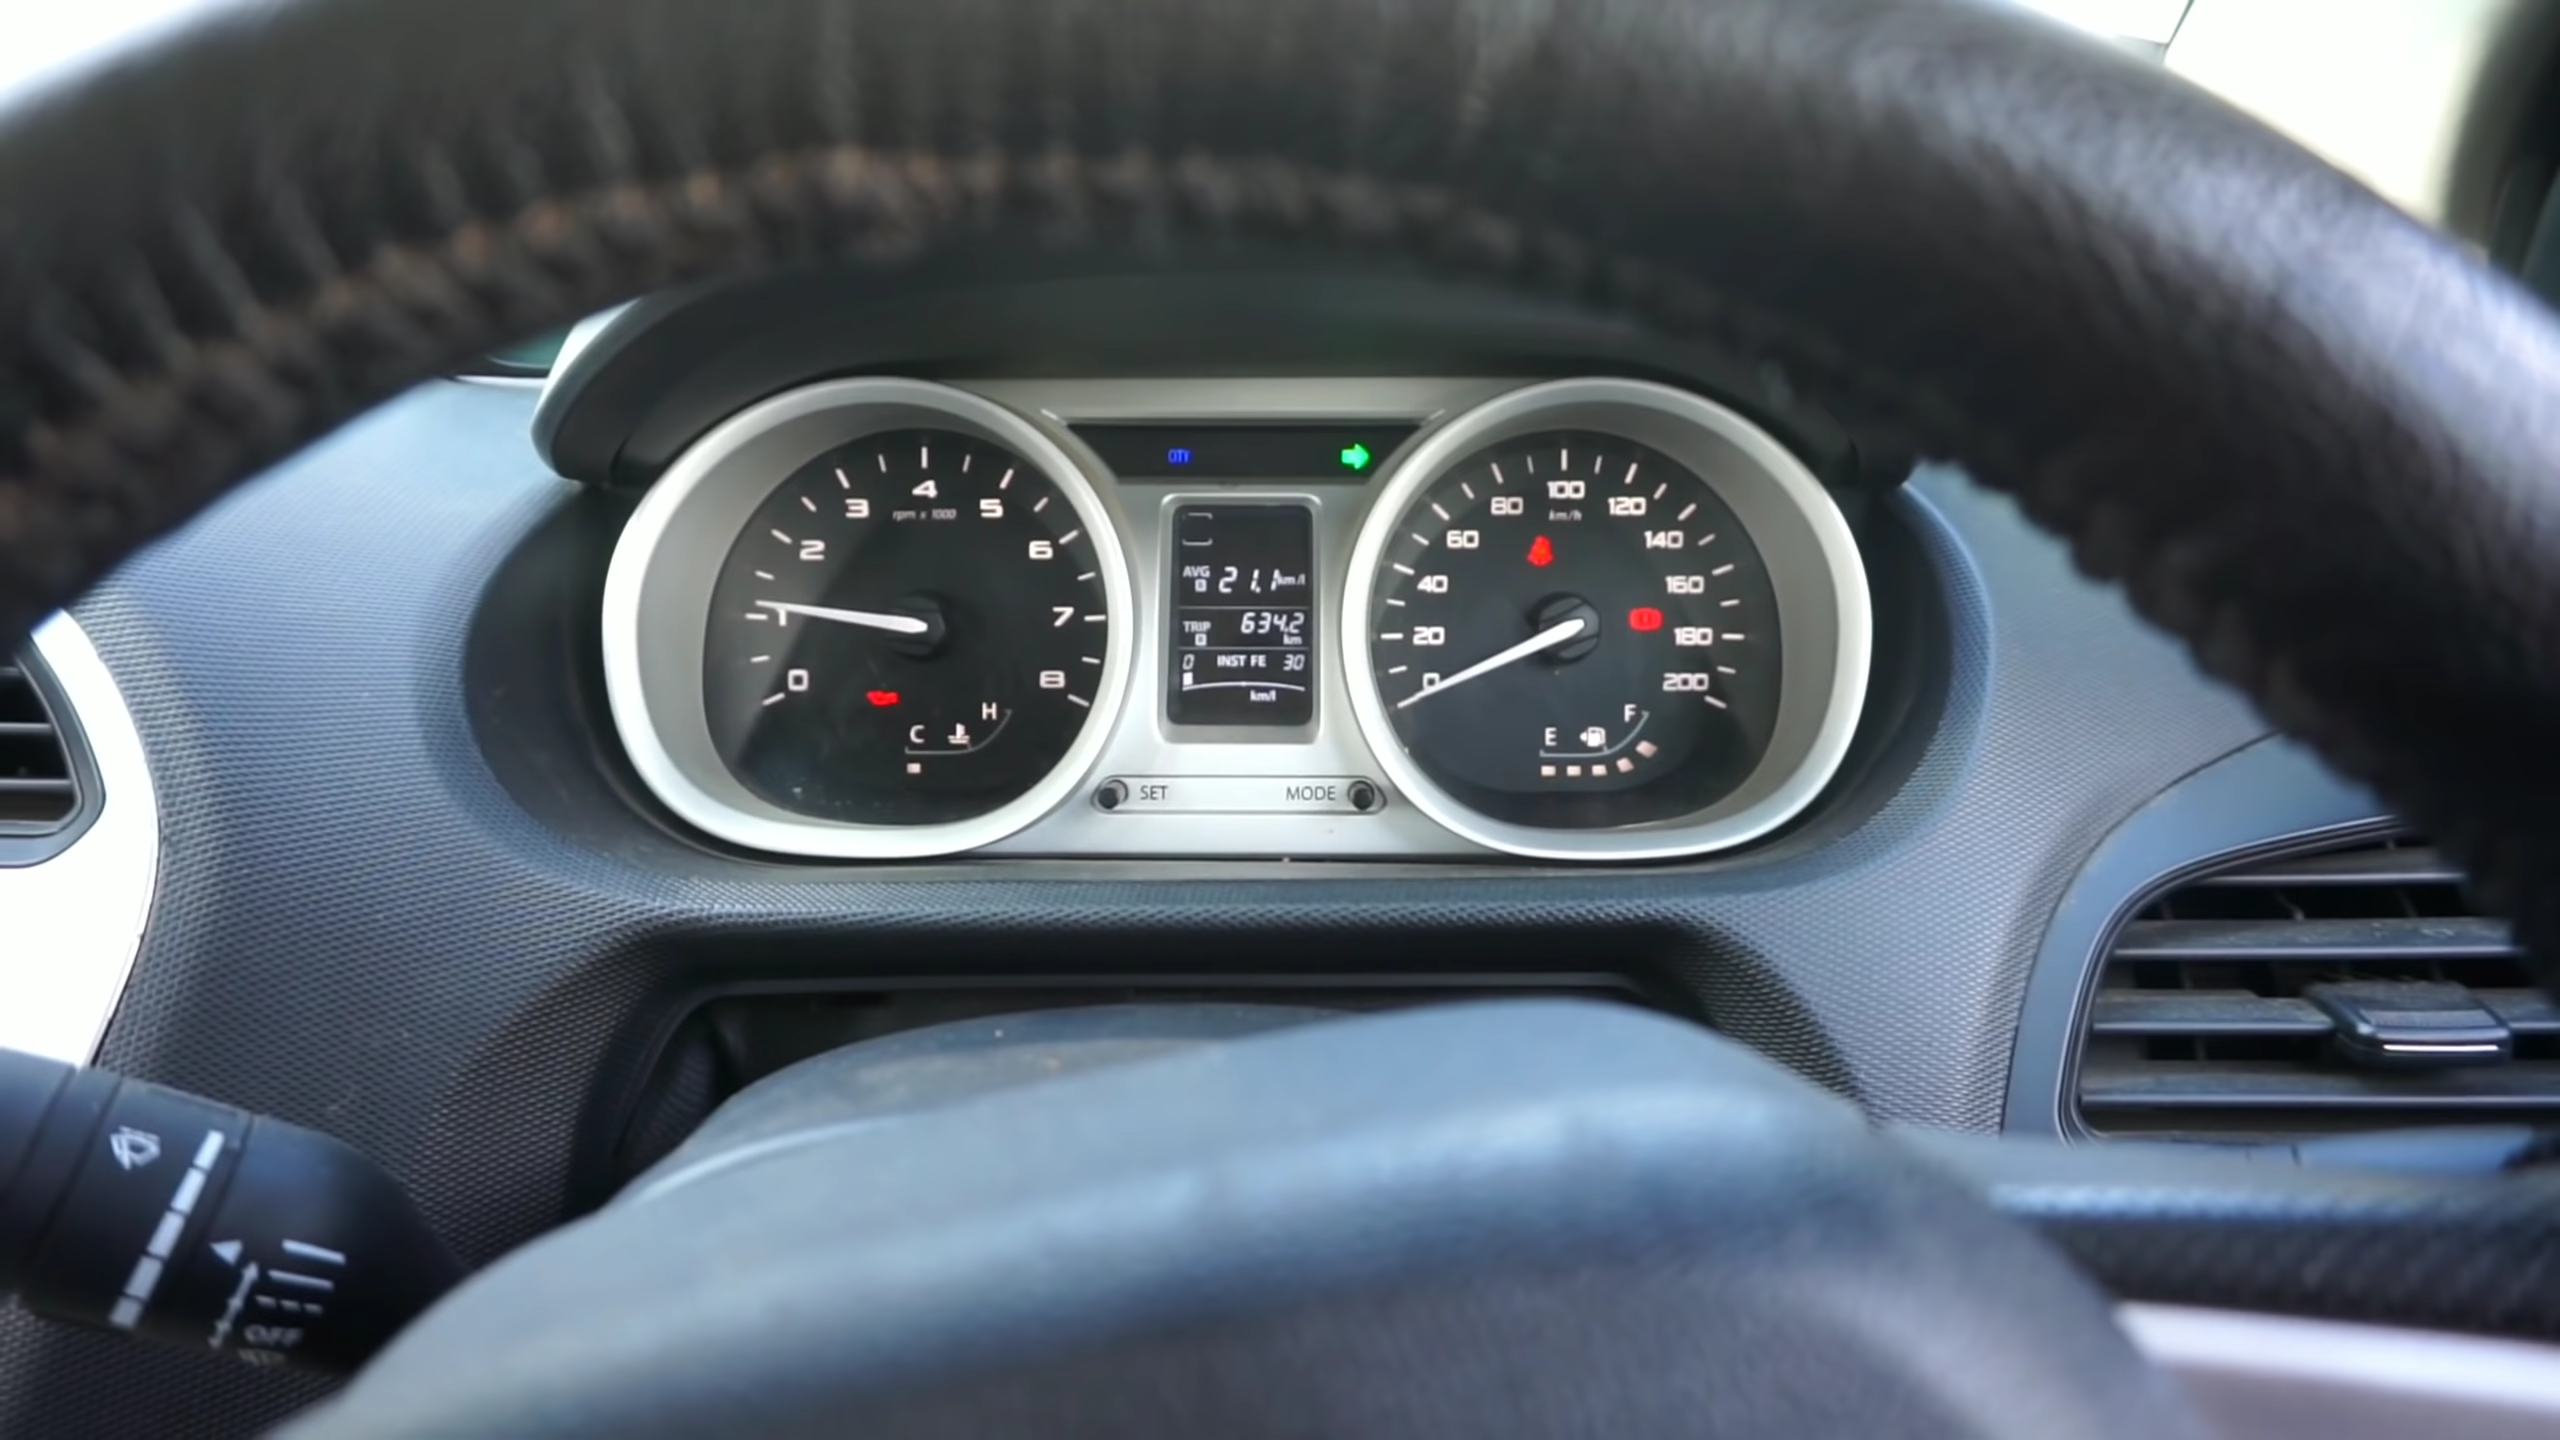 CITY
0 1 2 3 4 5 6 7 8
rpm x 1000
C H
AVG
21.1 km/l
TRIP
634.2
km
0 INST FE 30
km/l
SET MODE
0 20 40 60 80 100 120 140 160 180 200
km/h
E F
OFF